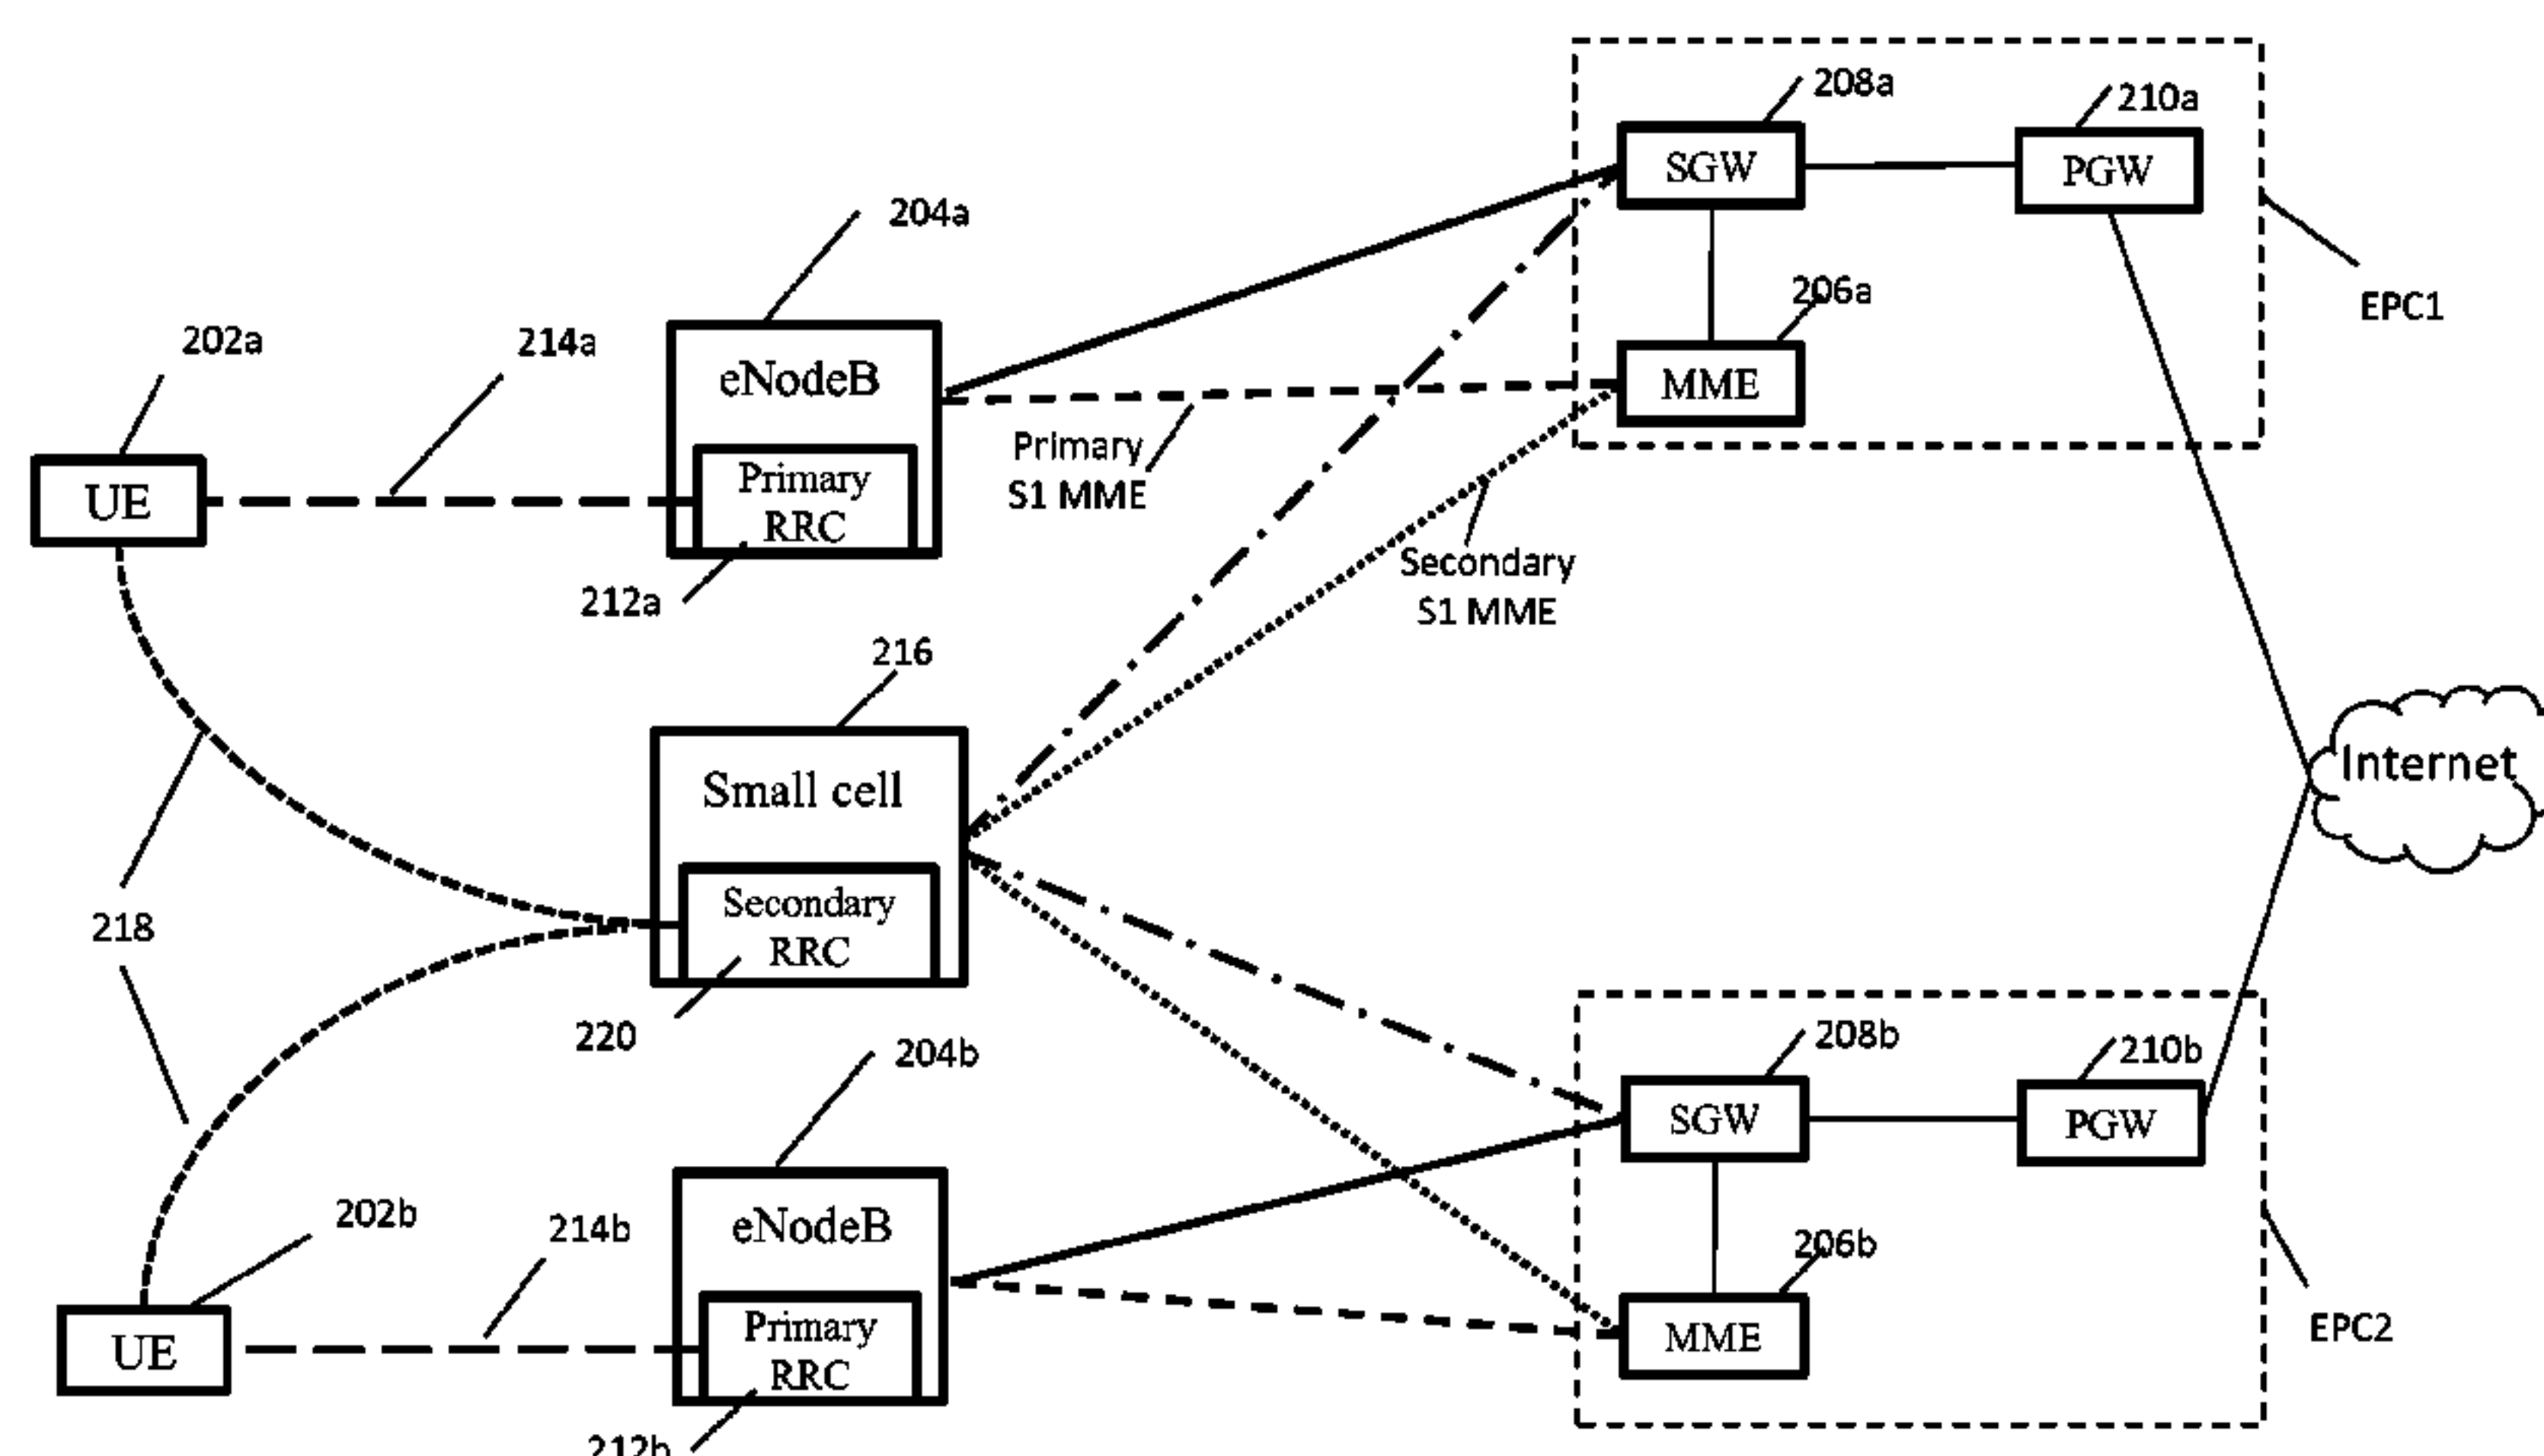 208a
210a
SGW
PGW
204a
206a
EPC1
202a
214a
eNodeB
MME
Primary
S1 MME
UE
Primary
RRC
Secondary
S1 MME
212a
216
Internet
Small cell
Secondary
RRC
218
220
204b
208b
210b
SGW
PGW
202b
214b
eNodeB
206b
EPC2
UE
Primary
RRC
MME
212b